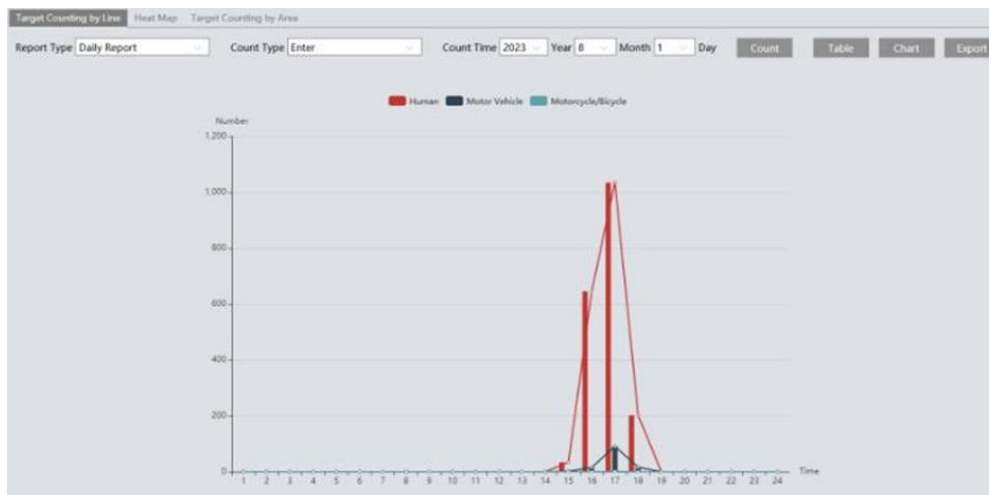 Target Counting by Line Heat Map Target Counting by Area
Report Type Daily Report Count Type Enter Count Time 2023 Year 8 Month 1 Day Count Table Chart Export
Human Motor Vehicle Motorcycle/Bicycle
Number
1,200
1,000
800
600
400
200
0
1 2 3 4 5 6 7 8 9 10 11 12 13 14 15 16 17 18 19 20 21 22 23 24 Time